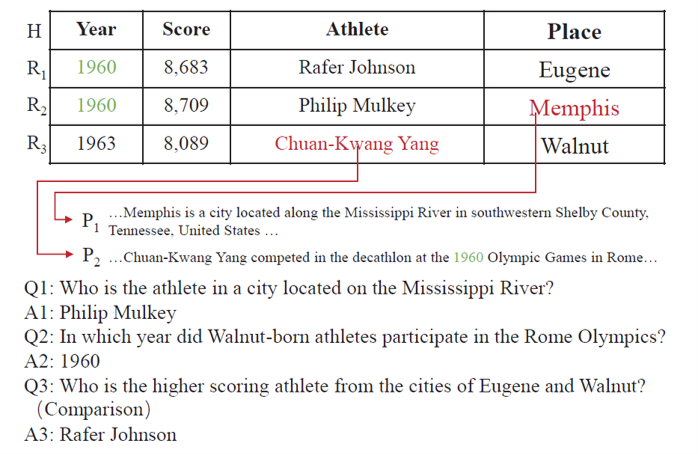 H Year Score Athlete Place
R1 1960 8,683 Rafer Johnson Eugene
R2 1960 8,709 Philip Mulkey Memphis
R3 1963 8,089 Chuan-Kwang Yang Walnut
P1 …Memphis is a city located along the Mississippi River in southwestern Shelby County,
Tennessee, United States …
P2 …Chuan-Kwang Yang competed in the decathlon at the 1960 Olympic Games in Rome…
Q1: Who is the athlete in a city located on the Mississippi River?
A1: Philip Mulkey
Q2: In which year did Walnut-born athletes participate in the Rome Olympics?
A2: 1960
Q3: Who is the higher scoring athlete from the cities of Eugene and Walnut?
(Comparison)
A3: Rafer Johnson